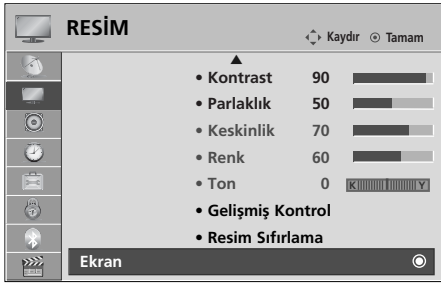 RESİM
Kaydır Tamam
• Kontrast 90
• Parlaklık 50
• Keskinlik 70
• Renk 60
• Ton 0 K Y
• Gelişmiş Kontrol
• Resim Sıfırlama
Ekran